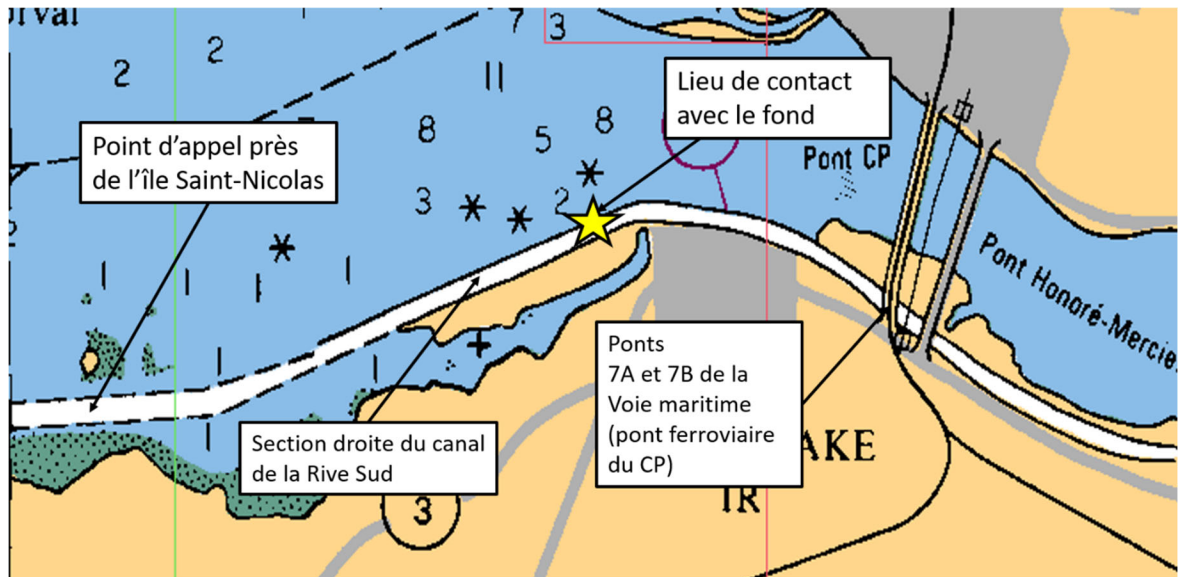 orval
2
2
7
3
11
8
5
8
3
2
2
Point d'appel près
de l'île Saint-Nicolas
Lieu de contact
avec le fond
Pont CP
Pont Honoré-Mercie
Ponts
7A et 7B de la
Voie maritime
(pont ferroviaire
du CP)
Section droite du canal
de la Rive Sud
AKE
IR
3